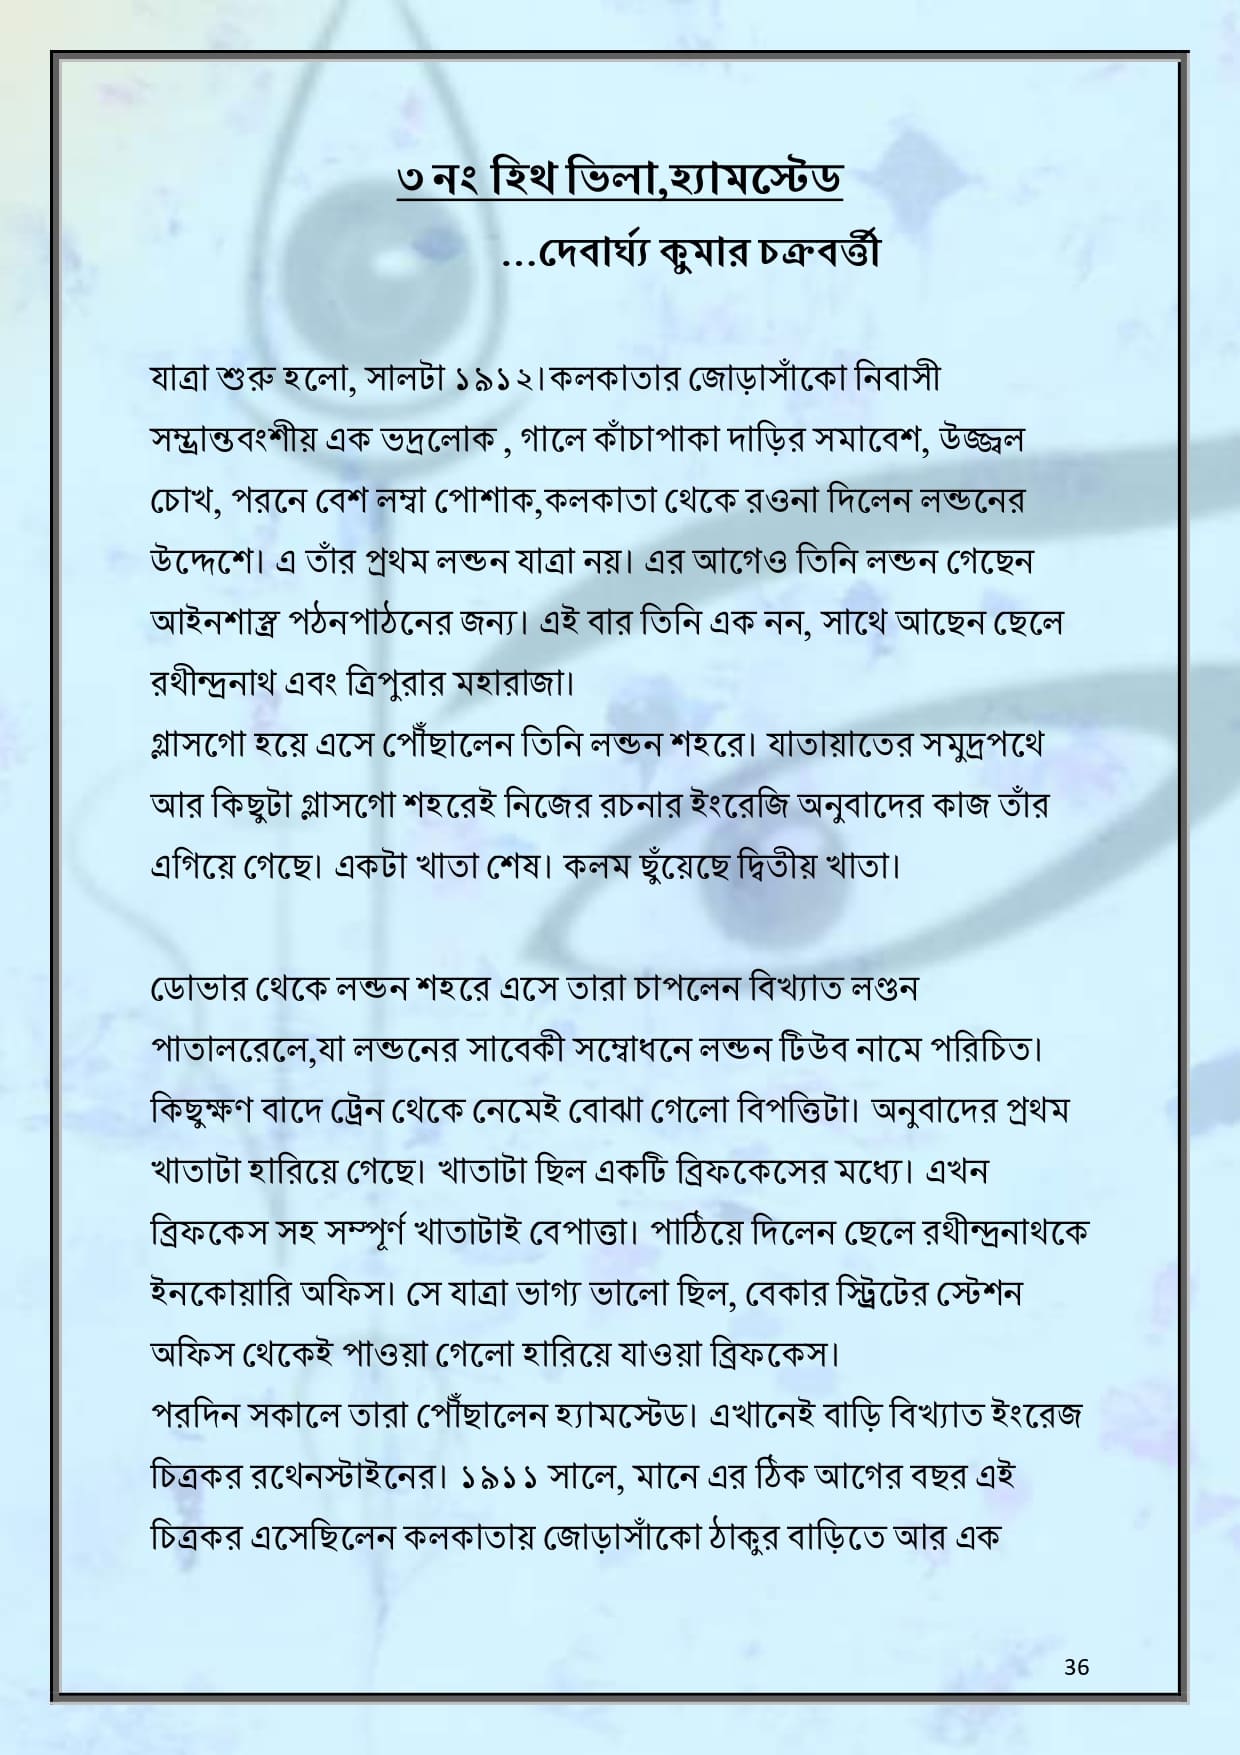 ৩ নং হিথ ভিলা,হ্যামস্টেড
...দেবার্ঘ্য কুমার চক্রবর্ত্তী
যাত্রা শুরু হলো, সালটা ১৯১২।কলকাতার জোড়াসাঁকো নিবাসী
সম্ভ্রান্তবংশীয় এক ভদ্রলোক , গালে কাঁচাপাকা দাড়ির সমাবেশ, উজ্জ্বল
চোখ, পরনে বেশ লম্বা পোশাক,কলকাতা থেকে রওনা দিলেন লন্ডনের
উদ্দেশে। এ তাঁর প্রথম লন্ডন যাত্রা নয়। এর আগেও তিনি লন্ডন গেছেন
আইনশাস্ত্র পঠনপাঠনের জন্য। এই বার তিনি এক নন, সাথে আছেন ছেলে
রথীন্দ্রনাথ এবং ত্রিপুরার মহারাজা।
গ্লাসগো হয়ে এসে পৌঁছালেন তিনি লন্ডন শহরে। যাতায়াতের সমুদ্রপথে
আর কিছুটা গ্লাসগো শহরেই নিজের রচনার ইংরেজি অনুবাদের কাজ তাঁর
এগিয়ে গেছে। একটা খাতা শেষ। কলম ছুঁয়েছে দ্বিতীয় খাতা।
ডোভার থেকে লন্ডন শহরে এসে তারা চাপলেন বিখ্যাত লণ্ডন
পাতালরেলে,যা লন্ডনের সাবেকী সম্বোধনে লন্ডন টিউব নামে পরিচিত।
কিছুক্ষণ বাদে ট্রেন থেকে নেমেই বোঝা গেলো বিপত্তিটা। অনুবাদের প্রথম
খাতাটা হারিয়ে গেছে। খাতাটা ছিল একটি ব্রিফকেসের মধ্যে। এখন
ব্রিফকেস সহ সম্পূর্ণ খাতাটাই বেপাত্তা। পাঠিয়ে দিলেন ছেলে রথীন্দ্রনাথকে
ইনকোয়ারি অফিস। সে যাত্রা ভাগ্য ভালো ছিল, বেকার স্ট্রিটের স্টেশন
অফিস থেকেই পাওয়া গেলো হারিয়ে যাওয়া ব্রিফকেস।
পরদিন সকালে তারা পৌঁছালেন হ্যামস্টেড। এখানেই বাড়ি বিখ্যাত ইংরেজ
চিত্রকর রথেনস্টাইনের। ১৯১১ সালে, মানে এর ঠিক আগের বছর এই
চিত্রকর এসেছিলেন কলকাতায় জোড়াসাঁকো ঠাকুর বাড়িতে আর এক
36